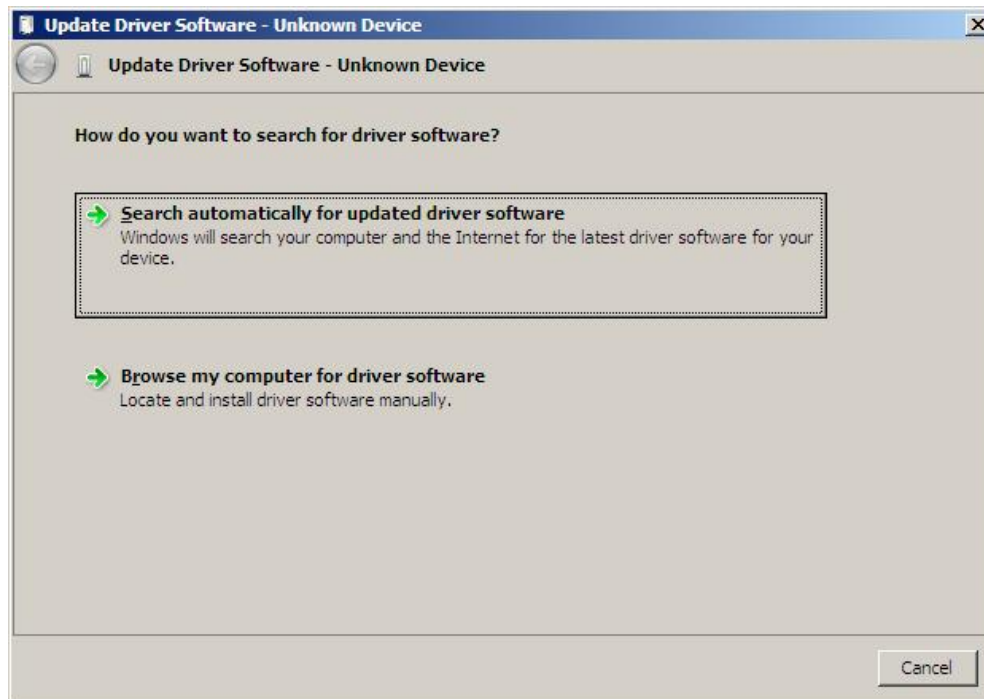 Update Driver Software - Unknown Device
Update Driver Software - Unknown Device
How do you want to search for driver software?
Search automatically for updated driver software
Windows will search your computer and the Internet for the latest driver software for your
device.
Browse my computer for driver software
Locate and install driver software manually.
Cancel